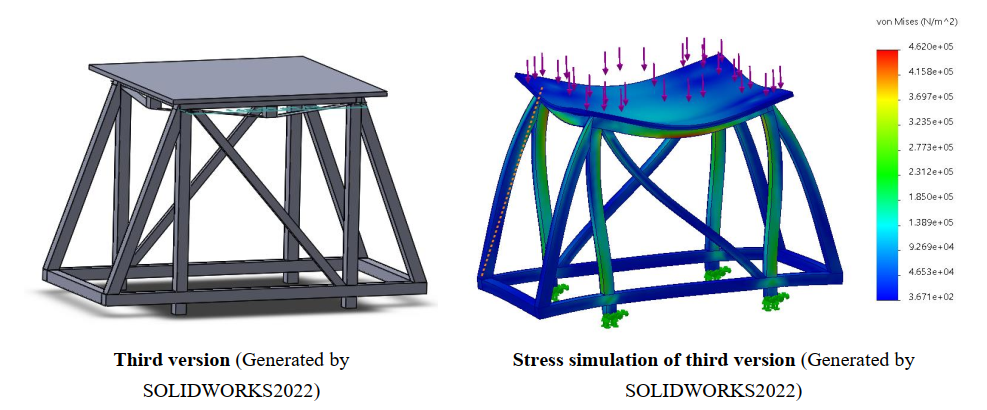 von Mises (N/m^2)
4.620e+05
4.158e+05
3.697e+05
3.235e+05
2.773e+05
2.312e+05
1.850e+05
1.389e+05
9.269e+04
4.653e+04
3.671e+02
Third version (Generated by
SOLIDWORKS2022)
Stress simulation of third version (Generated by
SOLIDWORKS2022)